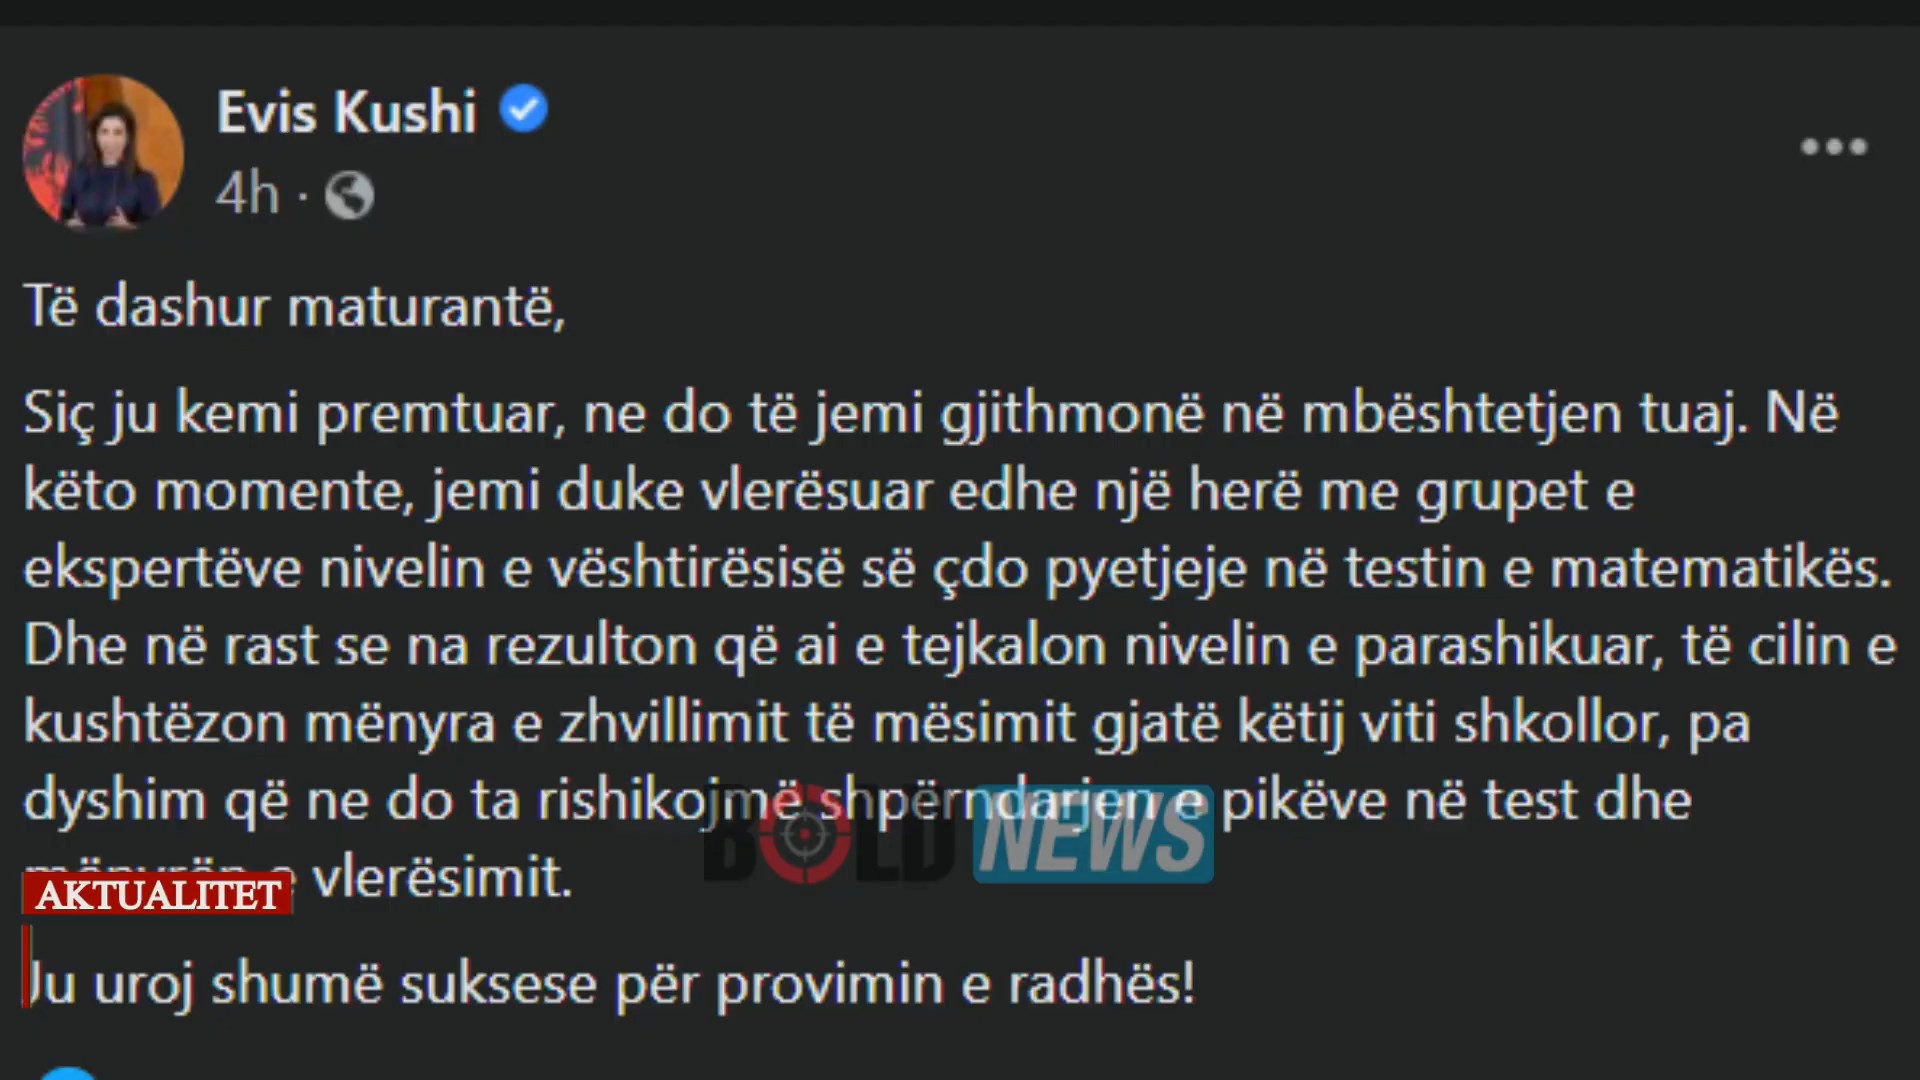 Evis Kushi
4h ·
Të dashur maturantë,
Siç ju kemi premtuar, ne do të jemi gjithmonë në mbështetjen tuaj. Në
këto momente, jemi duke vlerësuar edhe një herë me grupet e
ekspertëve nivelin e vështirësisë së çdo pyetjeje në testin e matematikës.
Dhe në rast se na rezulton që ai e tejkalon nivelin e parashikuar, të cilin e
kushtëzon mënyra e zhvillimit të mësimit gjatë këtij viti shkollor, pa
dyshim që ne do ta rishikojmë shpërndarjen e pikëve në test dhe
BOLD NEWS
mënyrën e vlerësimit.
AKTUALITET
Ju uroj shumë suksese për provimin e radhës!